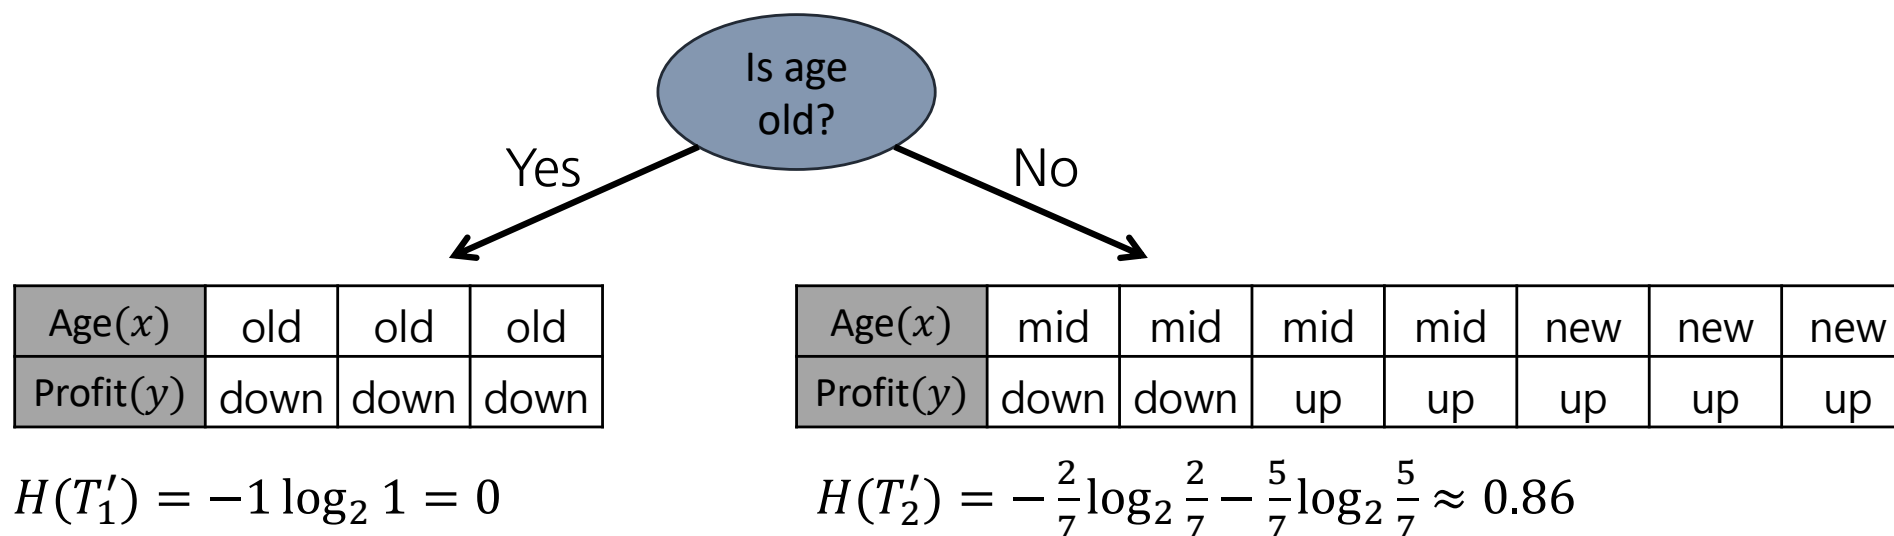 Is age
old?
Yes
No
Age(x) old old old
Profit(y) down down down
Age(x) mid mid mid mid new new new
Profit(y) down down up up up up up
H(T′₁) = −1 log₂ 1 = 0
H(T′₂) = − 2/7 log₂ 2/7 − 5/7 log₂ 5/7 ≈ 0.86